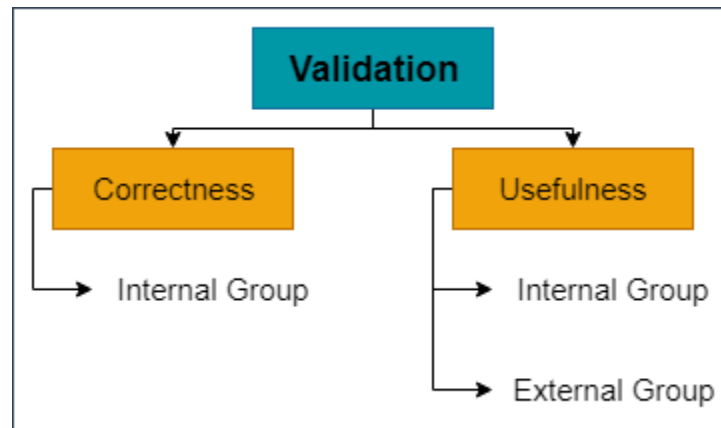 Validation
Correctness
Usefulness
Internal Group
Internal Group
External Group